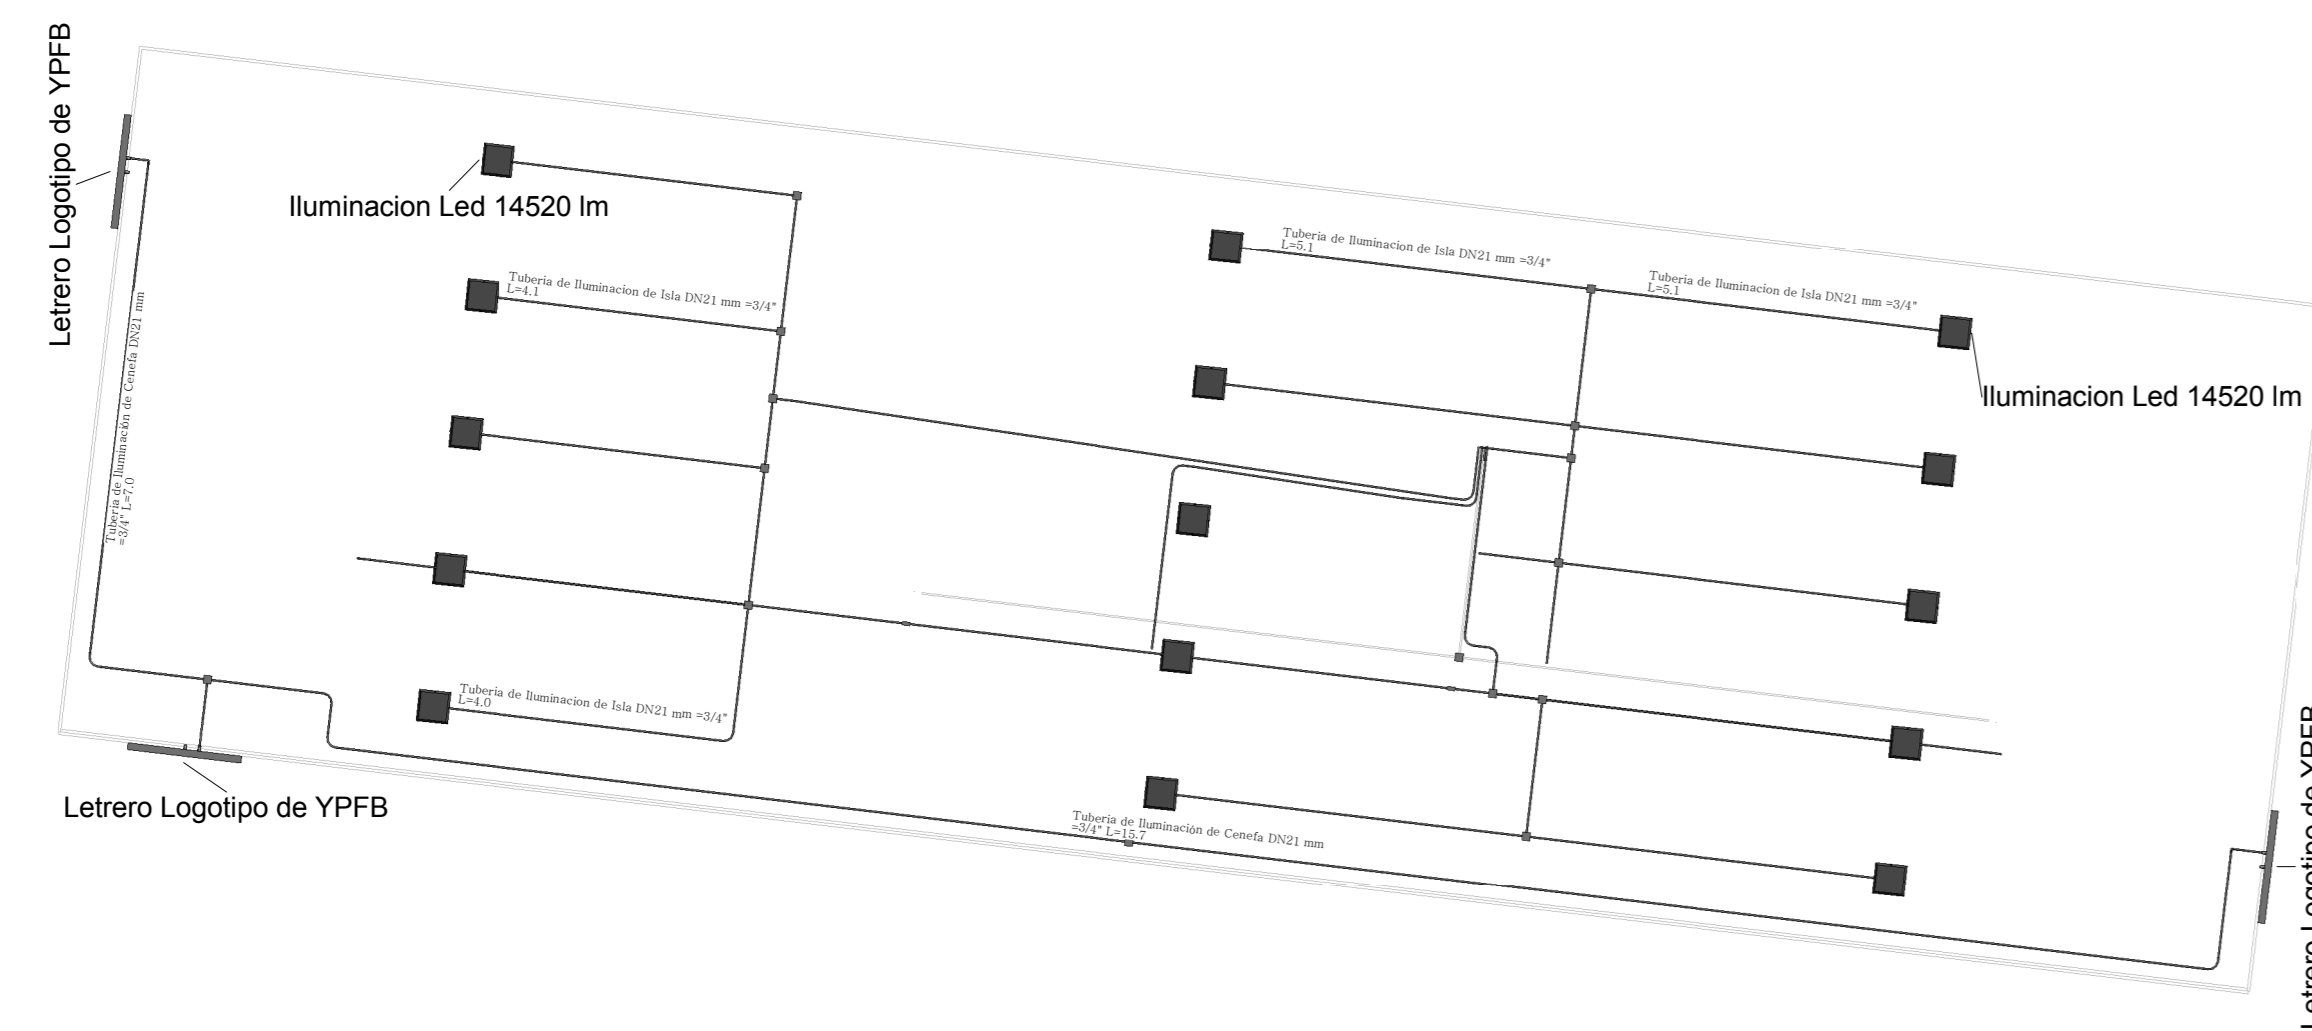 Letrero Logotipo de YPFB
Iluminacion Led 14520 lm
Tuberia de Iluminacion de Isla DN21 mm =3/4"
L=4.1
Tuberia de Iluminacion de Isla DN21 mm =3/4"
L=5.1
Tuberia de Iluminacion de Isla DN21 mm =3/4"
L=5.1
Iluminacion Led 14520 lm
Tuberia de Iluminación de Cenefa DN21 mm
=3/4" L=7.0
Tuberia de Iluminacion de Isla DN21 mm =3/4"
L=4.0
Letrero Logotipo de YPFB
Tuberia de Iluminación de Cenefa DN21 mm
=3/4" L=15.7
Letrero Logotipo de YPFB